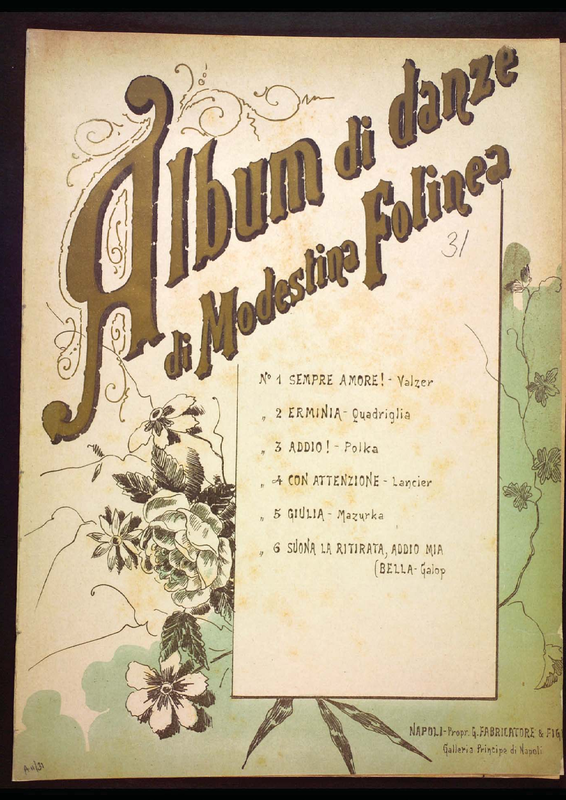 Album di danze
di Modestina Folinea
31
Nº 1 SEMPRE AMORE! - Valzer
„ 2 ERMINIA - Quadriglia
„ 3 ADDIO! - Polka
„ 4 CON ATTENZIONE - Lancier
„ 5 GIULIA - Mazurka
„ 6 SUONA LA RITIRATA, ADDIO MIA
(BELLA - Galop
NAPOLI - Propr. G. FABRICATORE & FIG
Galleria Principe di Napoli